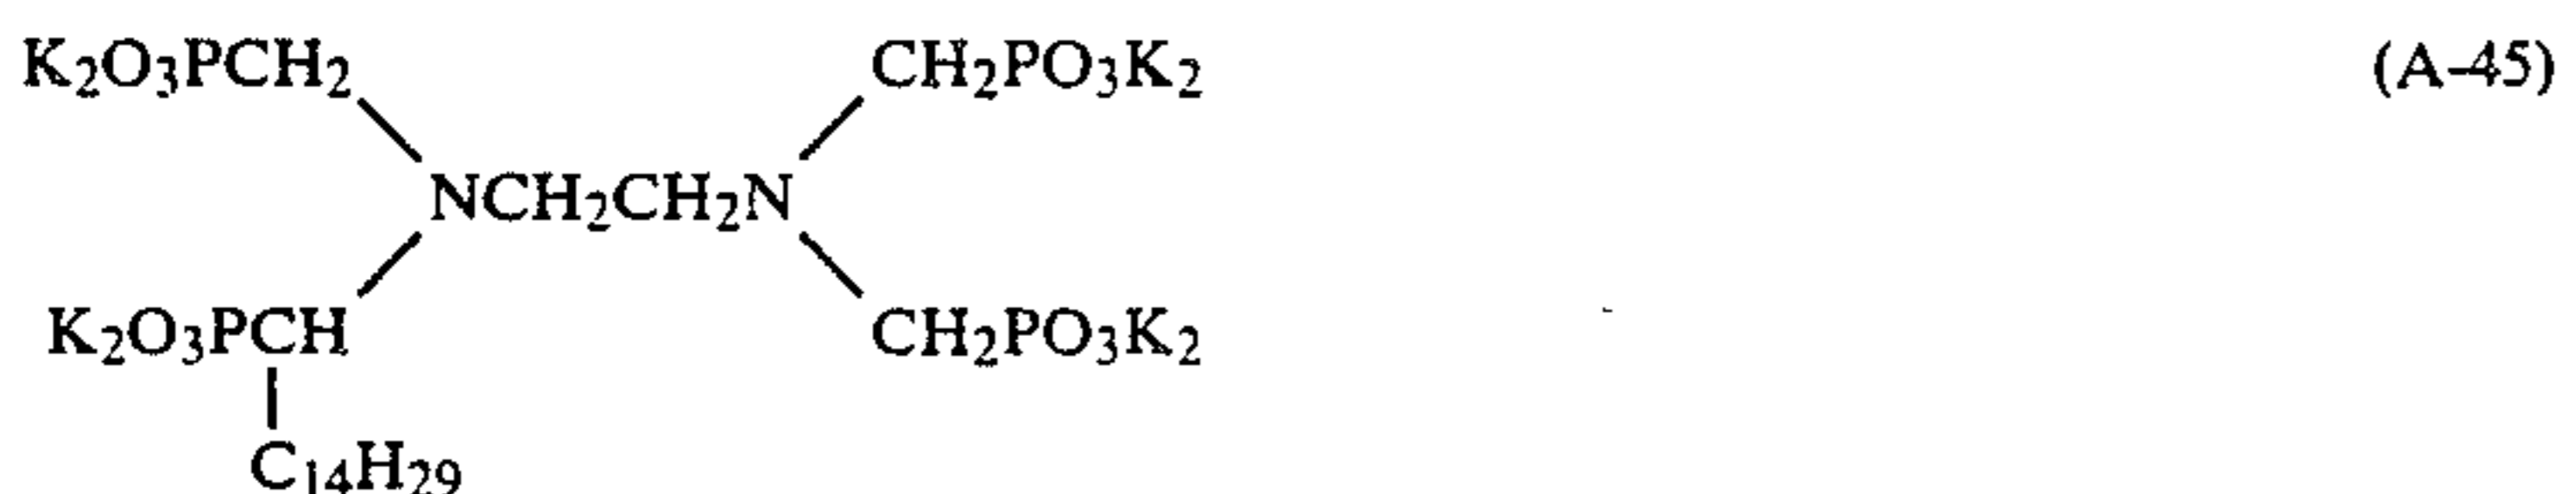 K₂O₃PCH₂ CH₂PO₃K₂ (A-45)
NCH₂CH₂N
K₂O₃PCH CH₂PO₃K₂
C₁₄H₂₉